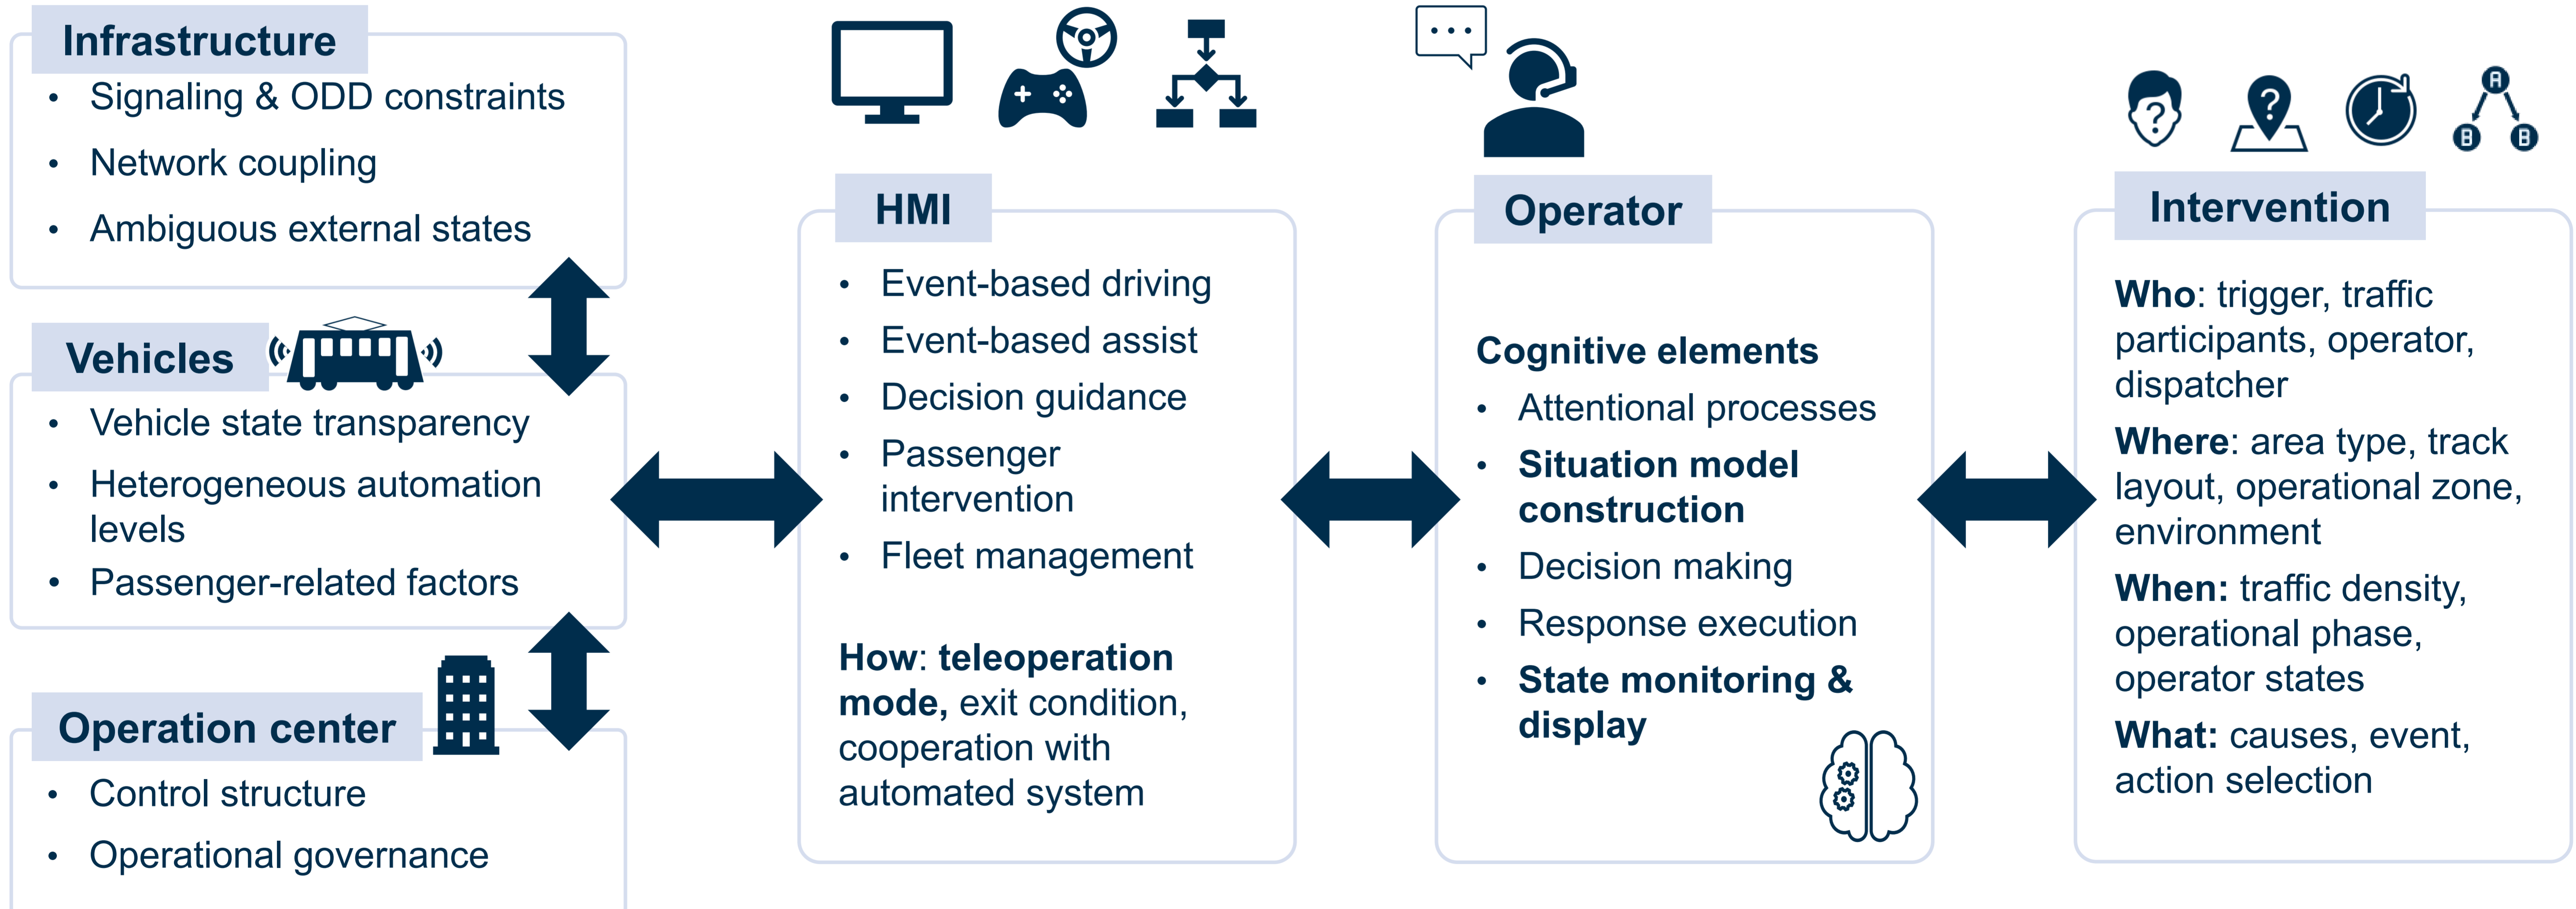 Infrastructure
• Signaling & ODD constraints
• Network coupling
• Ambiguous external states
Vehicles
• Vehicle state transparency
• Heterogeneous automation
levels
• Passenger-related factors
Operation center
• Control structure
• Operational governance
HMI
• Event-based driving
• Event-based assist
• Decision guidance
• Passenger
intervention
• Fleet management
How: teleoperation
mode, exit condition,
cooperation with
automated system
Operator
Cognitive elements
• Attentional processes
• Situation model
construction
• Decision making
• Response execution
• State monitoring &
display
? ? A
B B
Intervention
Who: trigger, traffic
participants, operator,
dispatcher
Where: area type, track
layout, operational zone,
environment
When: traffic density,
operational phase,
operator states
What: causes, event,
action selection